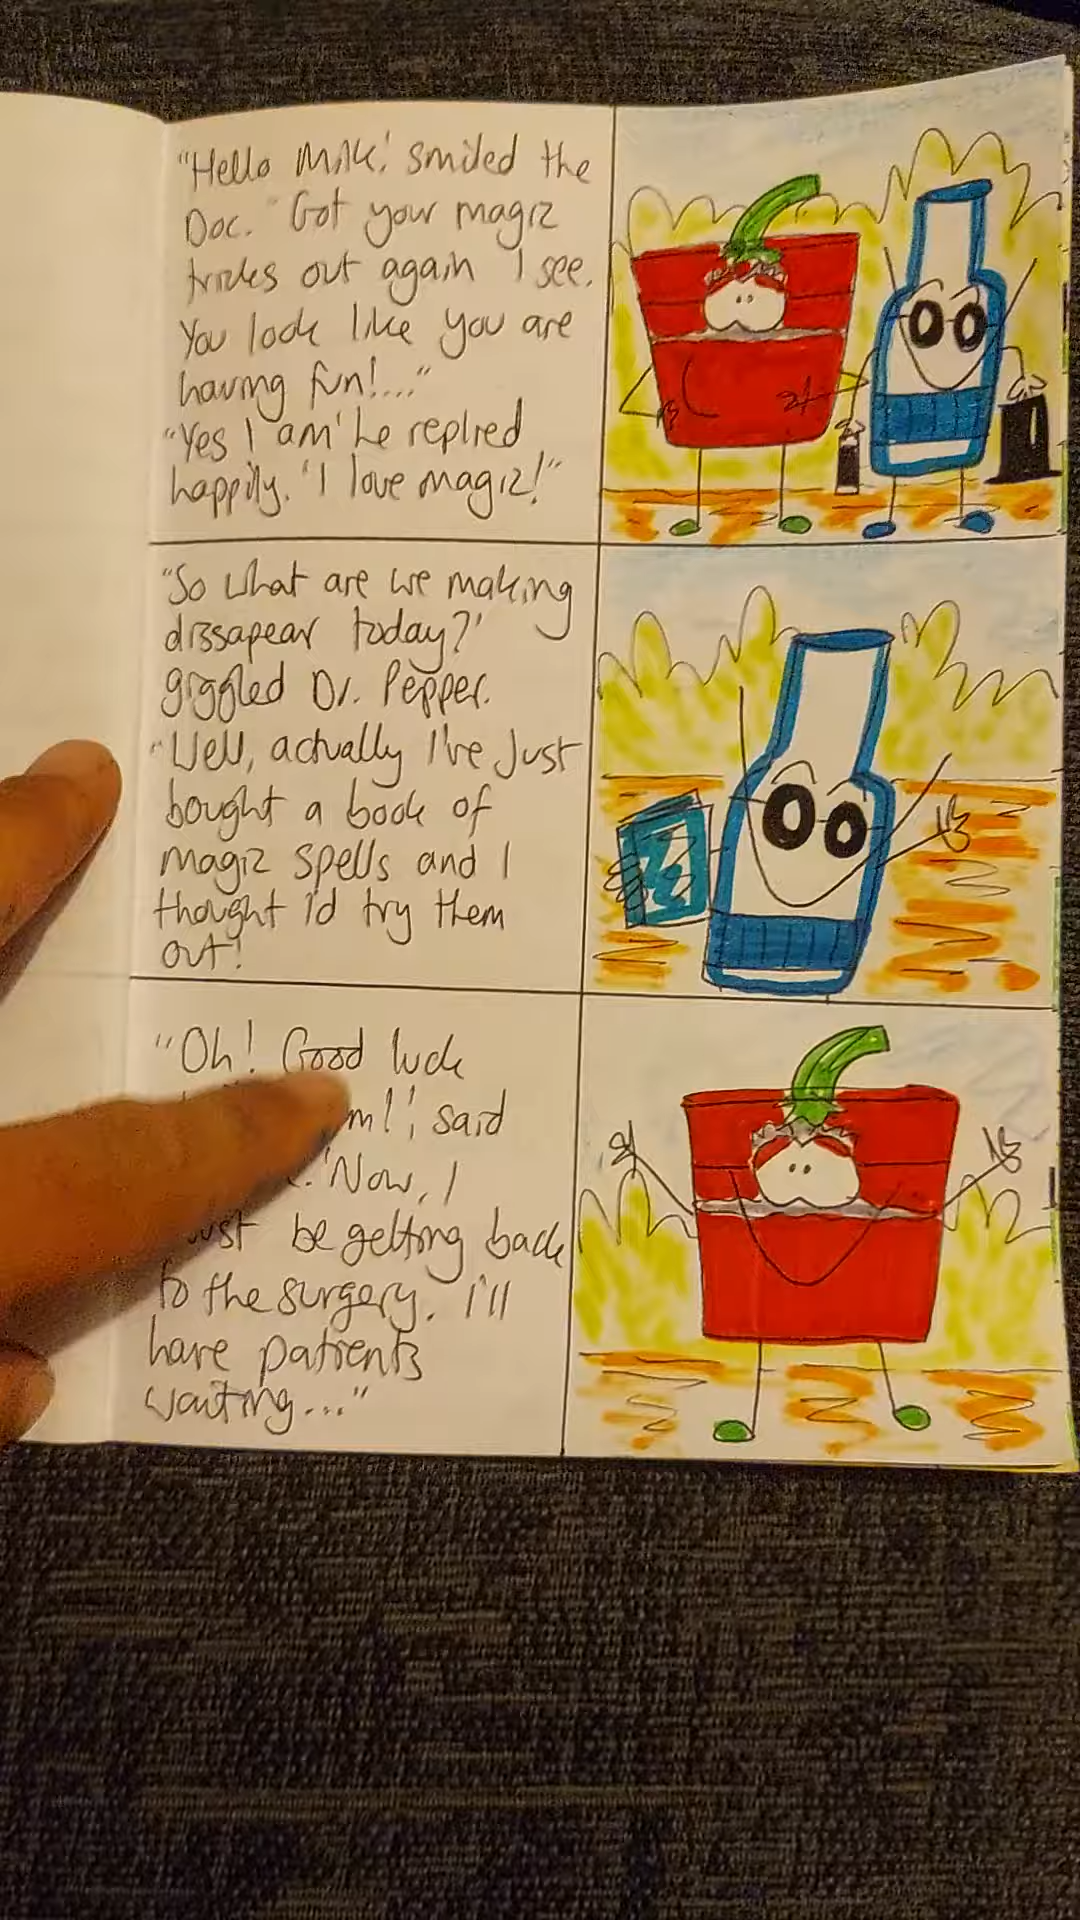 "Hello Milk! smiled the
Doc. "Got your magic
tricks out again I see.
You look like you are
having fun!..."
"Yes I am' he replied
happily. 'I love magic!"
"So what are we making
dissapear today?'
giggled Dr. Pepper.
"Well, actually I've just
bought a book of
magic spells and I
thought i'd try them
out!
"Oh! Good luck
said
'Now, I
be getting back
to the surgery. I'll
have patients
waiting..."